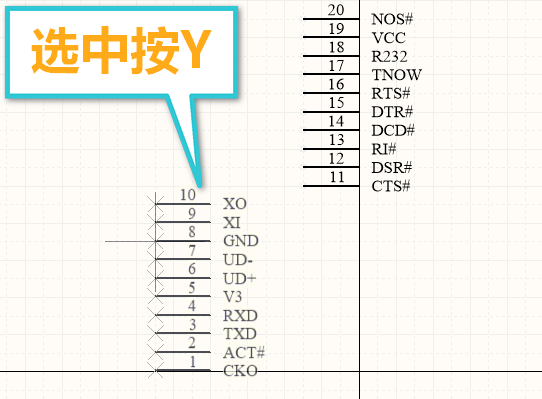 选中按Y
20 NOS#
19 VCC
18 R232
17 TNOW
16 RTS#
15 DTR#
14 DCD#
13 RI#
12 DSR#
11 CTS#
10 XO
9 XI
8 GND
7 UD-
6 UD+
5 V3
4 RXD
3 TXD
2 ACT#
1 CKO